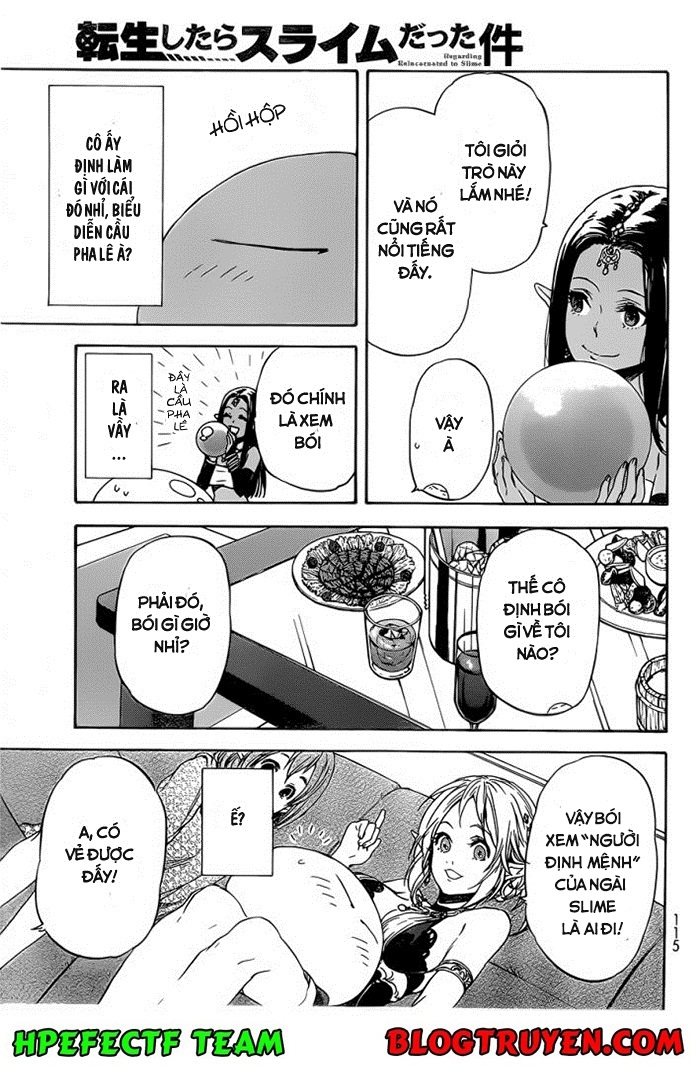 転生したらスライムだった件
Regarding
Reincarnated to Slime
TÔI GIỎI
TRÒ NÀY
LẮM NHÉ!
VÀ NÓ
CŨNG RẤT
NỔI TIẾNG
ĐẤY.
VẬY
À
HỒI HỘP
CÔ ẤY
ĐỊNH LÀM
GÌ VỚI CÁI
ĐÓ NHỈ, BIỂU
DIỄN CẦU
PHA LÊ À?
ĐÓ CHÍNH
LÀ XEM
BÓI
ĐÂY
LÀ
CẦU
PHA
LÊ
RA
LÀ
VẦY
...
THẾ CÔ
ĐỊNH BÓI
GÌ VỀ TÔI
NÀO?
PHẢI ĐÓ,
BÓI GÌ GIỜ
NHỈ?
VẬY BÓI
XEM "NGƯỜI
ĐỊNH MỆNH"
CỦA NGÀI
SLIME
LÀ AI ĐI!
Ế?
A, CÓ
VẺ ĐƯỢC
ĐẤY!
115
HPEFECTF TEAM
BLOGTRUYEN.COM